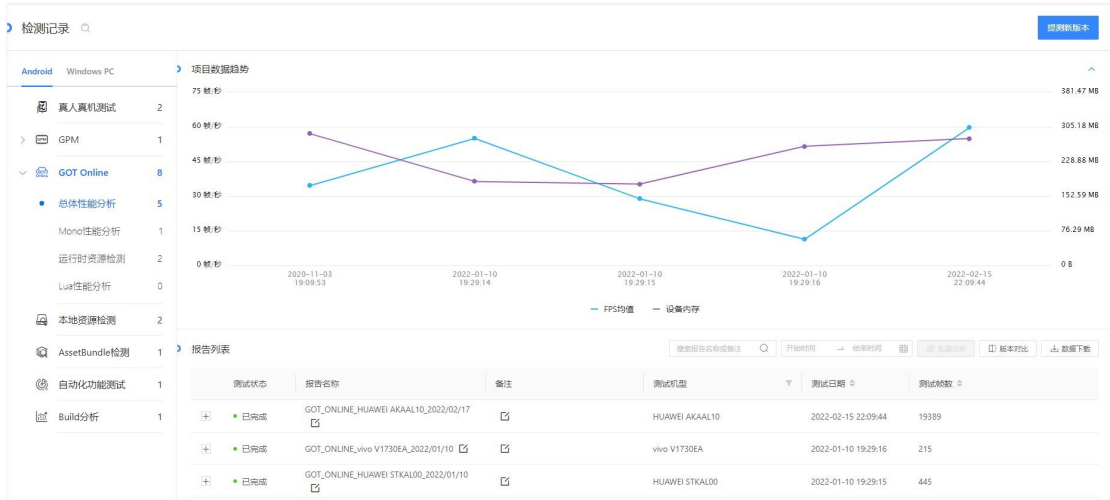 检测记录
提测新版本
Android Windows PC
真人真机测试 2
GPM 1
GOT Online 8
总体性能分析 5
Mono性能分析 1
运行时资源检测 2
Lua性能分析 0
本地资源检测 2
AssetBundle检测 1
自动化功能测试 1
Build分析 1
项目数据趋势
75 帧/秒 381.47 MB
60 帧/秒 305.18 MB
45 帧/秒 228.88 MB
30 帧/秒 152.59 MB
15 帧/秒 76.29 MB
0 帧/秒 0 B
2020-11-03 2022-01-10 2022-01-10 2022-01-10 2022-02-15
19:09:53 19:29:14 19:29:15 19:29:16 22:09:44
FPS均值 设备内存
报告列表
搜索报告名称或备注 开始时间 → 结束时间 批量分析 版本对比 数据下载
测试状态 报告名称 备注 测试机型 测试日期 测试帧数
已完成 GOT_ONLINE_HUAWEI AKAAL10_2022/02/17 HUAWEI AKAAL10 2022-02-15 22:09:44 19389
已完成 GOT_ONLINE_vivo V1730EA_2022/01/10 vivo V1730EA 2022-01-10 19:29:16 215
已完成 GOT_ONLINE_HUAWEI STKAL00_2022/01/10 HUAWEI STKAL00 2022-01-10 19:29:15 445